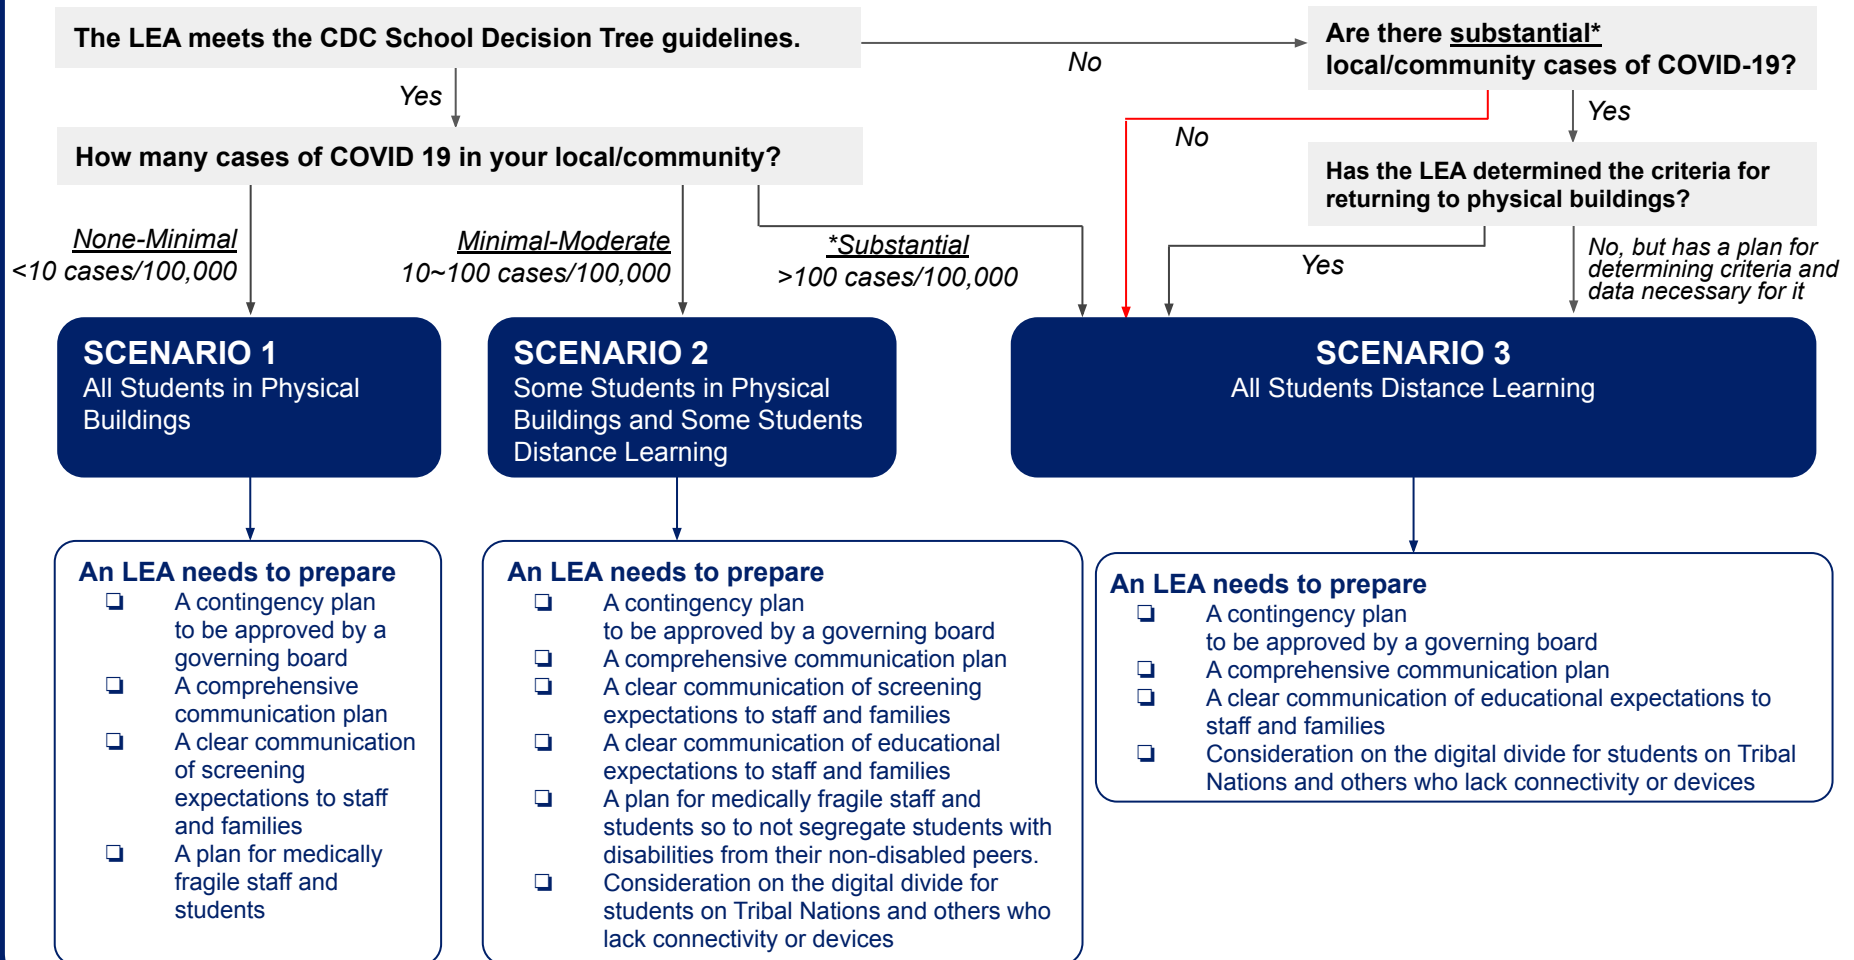 The LEA meets the CDC School Decision Tree guidelines.
No
Are there substantial*
local/community cases of COVID-19?
Yes
How many cases of COVID 19 in your local/community?
No
Yes
Has the LEA determined the criteria for
returning to physical buildings?
None-Minimal
<10 cases/100,000
Minimal-Moderate
10~100 cases/100,000
*Substantial
>100 cases/100,000
Yes
No, but has a plan for
determining criteria and
data necessary for it
SCENARIO 1
All Students in Physical
Buildings
SCENARIO 2
Some Students in Physical
Buildings and Some Students
Distance Learning
SCENARIO 3
All Students Distance Learning
An LEA needs to prepare
❏ A contingency plan
to be approved by a
governing board
❏ A comprehensive
communication plan
❏ A clear communication
of screening
expectations to staff
and families
❏ A plan for medically
fragile staff and
students
An LEA needs to prepare
❏ A contingency plan
to be approved by a governing board
❏ A comprehensive communication plan
❏ A clear communication of screening
expectations to staff and families
❏ A clear communication of educational
expectations to staff and families
❏ A plan for medically fragile staff and
students so to not segregate students with
disabilities from their non-disabled peers.
❏ Consideration on the digital divide for
students on Tribal Nations and others who
lack connectivity or devices
An LEA needs to prepare
❏ A contingency plan
to be approved by a governing board
❏ A comprehensive communication plan
❏ A clear communication of educational expectations to
staff and families
❏ Consideration on the digital divide for students on Tribal
Nations and others who lack connectivity or devices